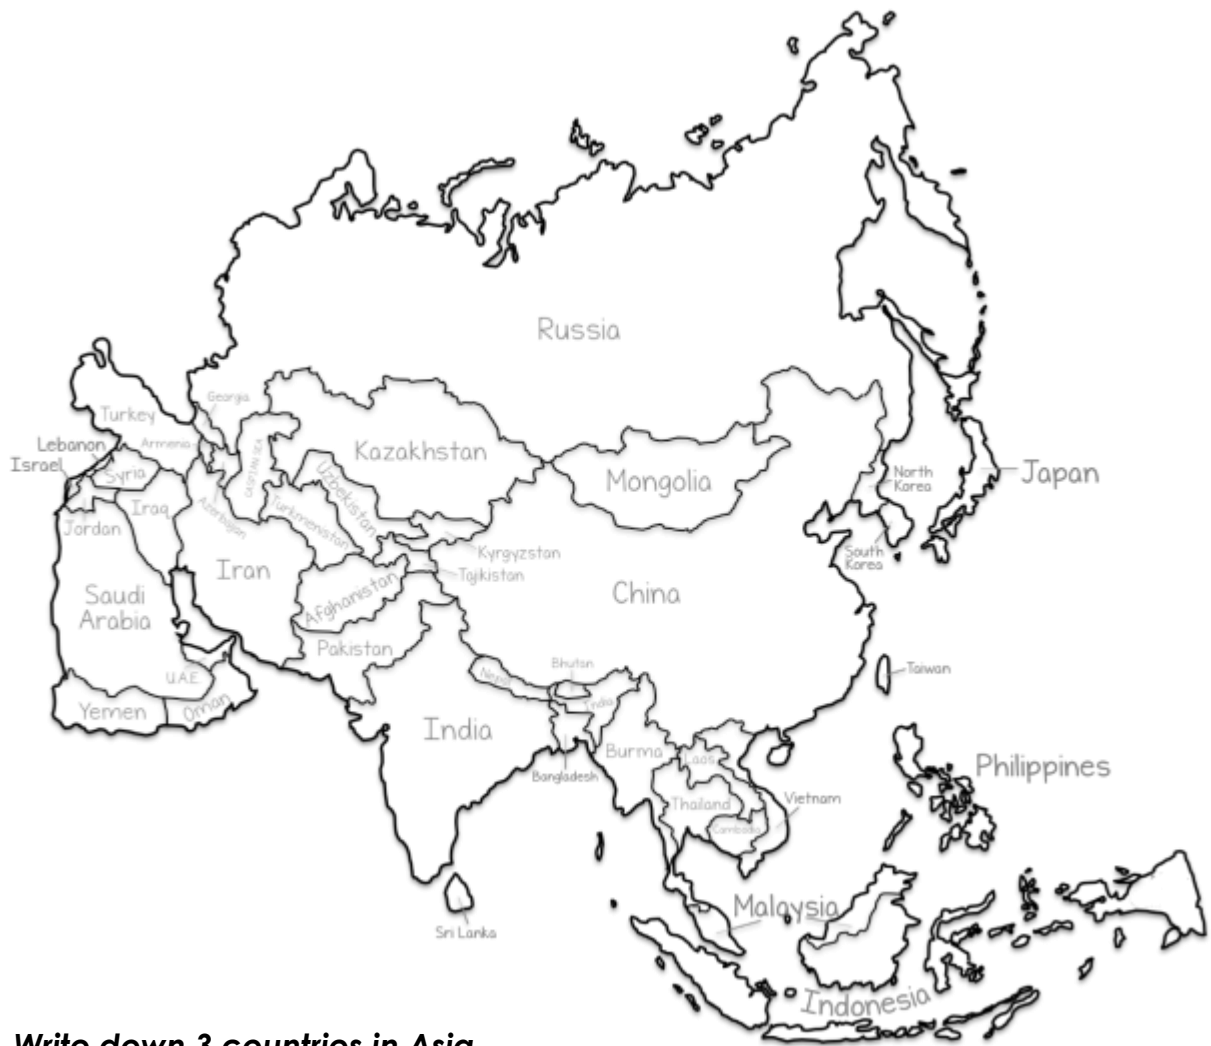 Russia
Georgia
Turkey
Armenia
Lebanon
Israel
Syria
CASPIAN SEA
Kazakhstan
Mongolia
Japan
North
Korea
Uzbekistan
Iraq
Jordan
Azerbaijan
Turkmenistan
South
Korea
Kyrgyzstan
Tajikistan
Iran
Afghanistan
China
Saudi
Arabia
Pakistan
Bhutan
Nepal
Taiwan
U.A.E.
India
Yemen
Oman
India
Burma
Laos
Philippines
Bangladesh
Thailand
Vietnam
Cambodia
Malaysia
Sri Lanka
Indonesia
Write down 3 countries in Asia